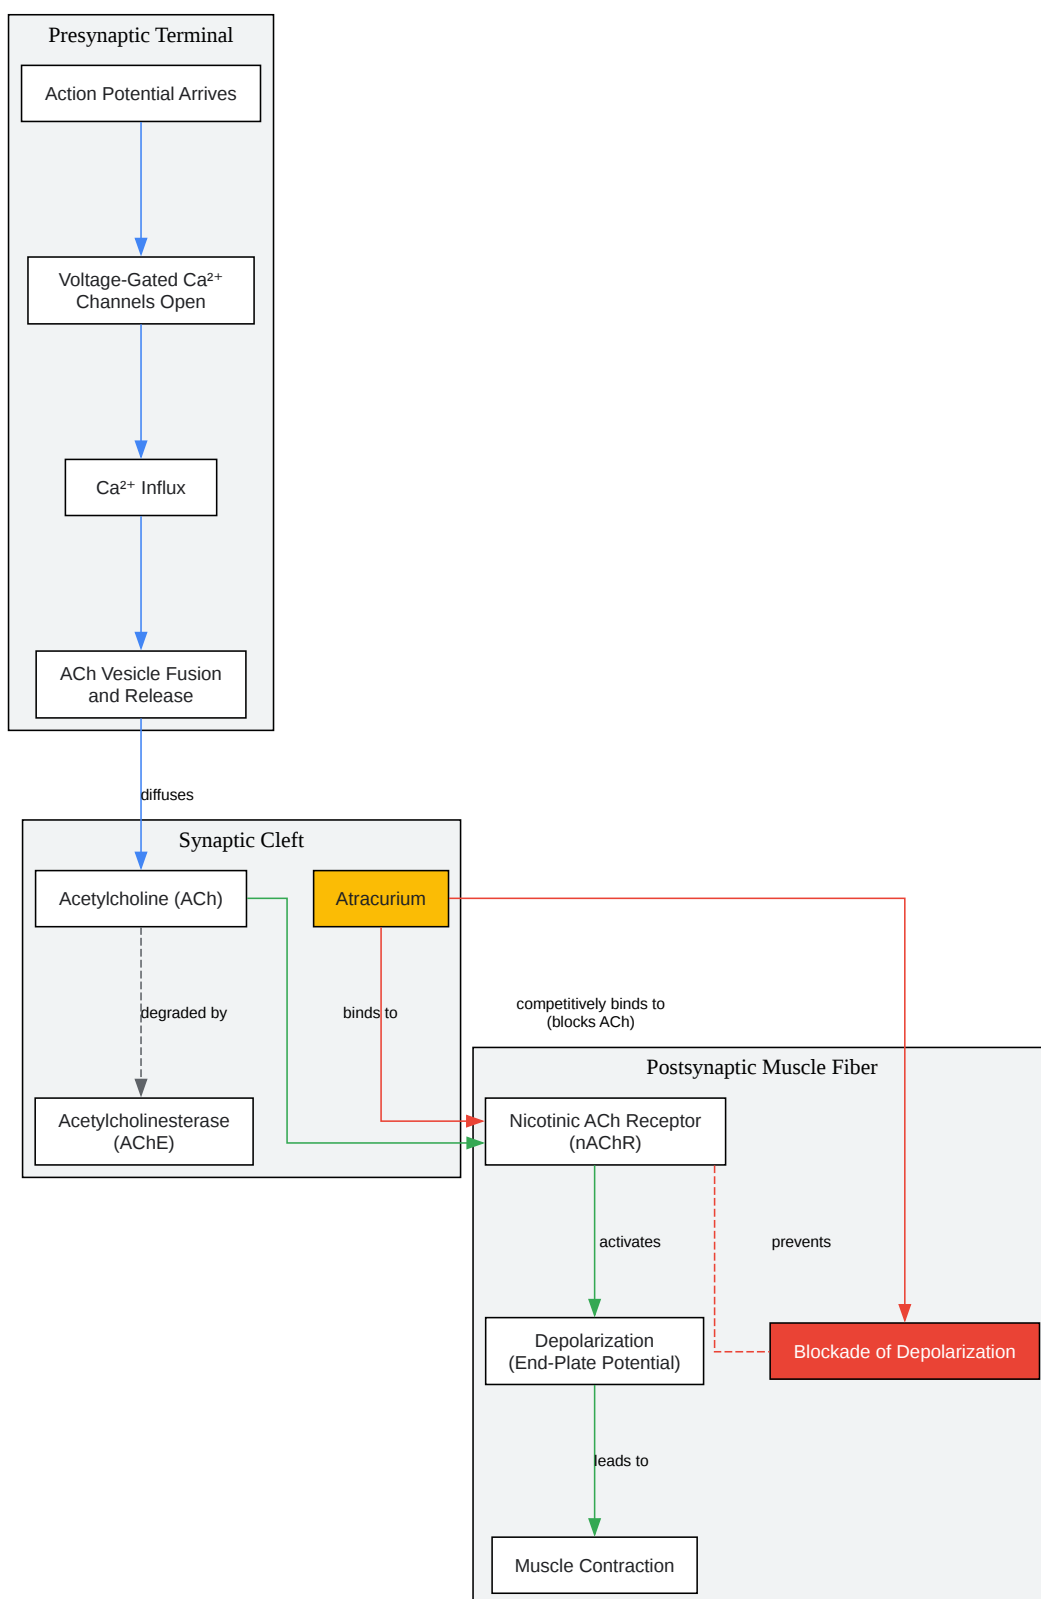 Presynaptic Terminal
Action Potential Arrives
Voltage-Gated Ca²⁺
Channels Open
Ca²⁺ Influx
ACh Vesicle Fusion
and Release
diffuses
Synaptic Cleft
Acetylcholine (ACh)
Atracurium
degraded by
binds to
competitively binds to
(blocks ACh)
Acetylcholinesterase
(AChE)
Postsynaptic Muscle Fiber
Nicotinic ACh Receptor
(nAChR)
activates
prevents
Depolarization
(End-Plate Potential)
Blockade of Depolarization
leads to
Muscle Contraction